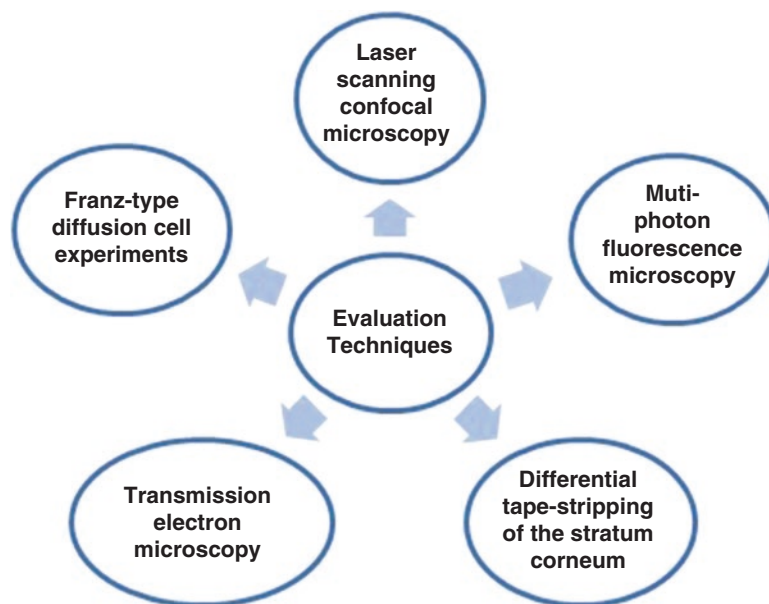 Laser
scanning
confocal
microscopy
Franz-type
diffusion cell
experiments
Muti-
photon
fluorescence
microscopy
Evaluation
Techniques
Transmission
electron
microscopy
Differential
tape-stripping
of the stratum
corneum